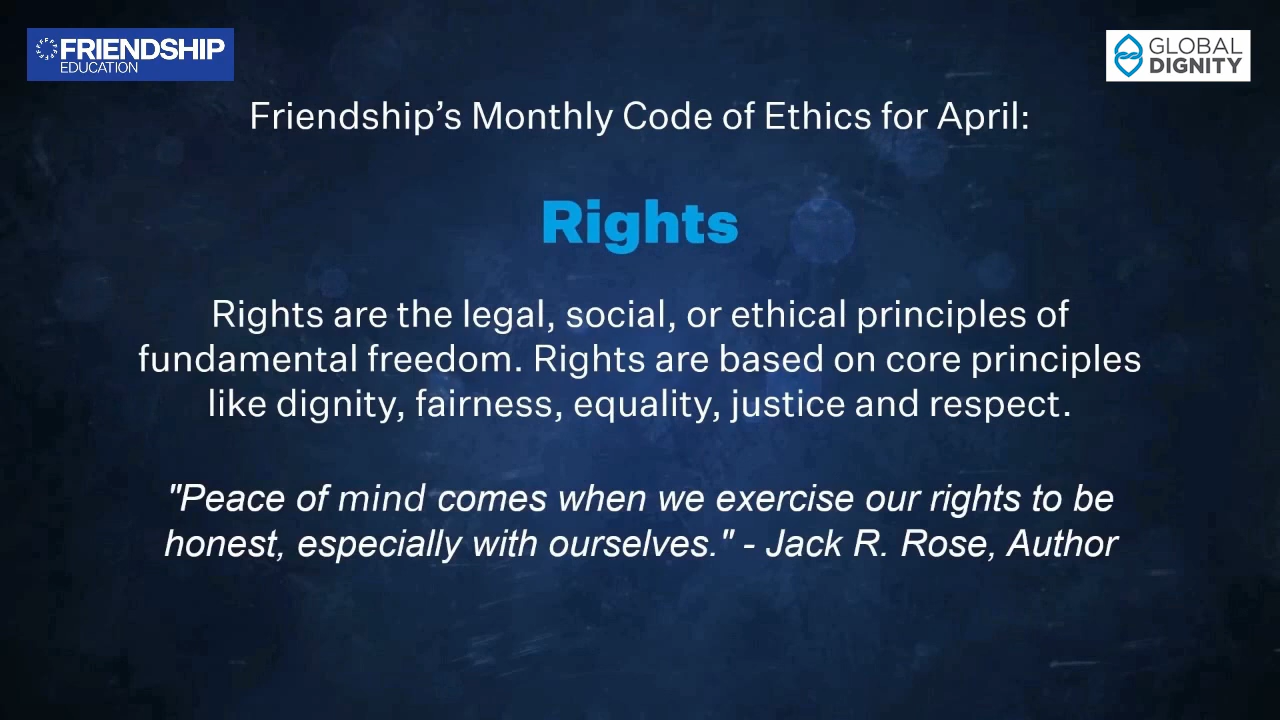 FRIENDSHIP
EDUCATION
GLOBAL
DIGNITY
Friendship’s Monthly Code of Ethics for April:
Rights
Rights are the legal, social, or ethical principles of
fundamental freedom. Rights are based on core principles
like dignity, fairness, equality, justice and respect.
"Peace of mind comes when we exercise our rights to be
honest, especially with ourselves." - Jack R. Rose, Author